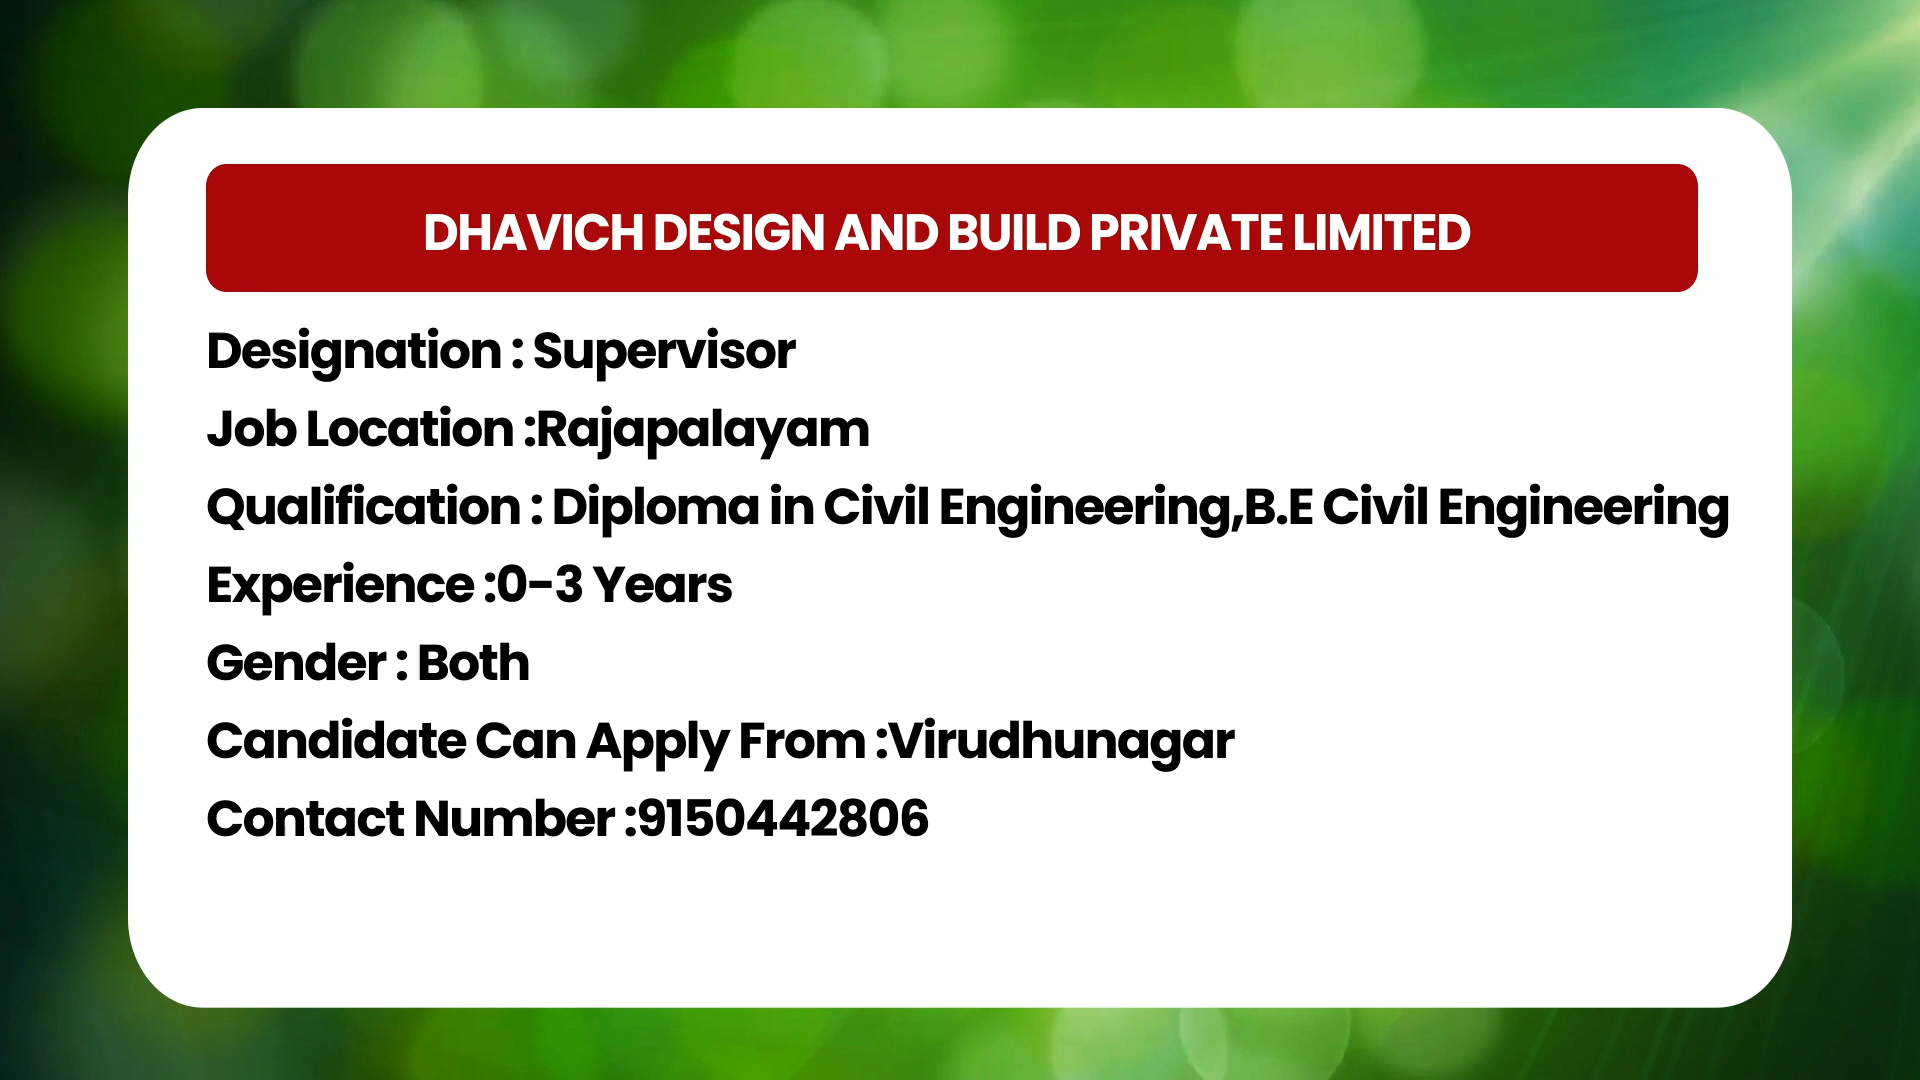 DHAVICH DESIGN AND BUILD PRIVATE LIMITED
Designation : Supervisor
Job Location :Rajapalayam
Qualification : Diploma in Civil Engineering,B.E Civil Engineering
Experience :0-3 Years
Gender : Both
Candidate Can Apply From :Virudhunagar
Contact Number :9150442806